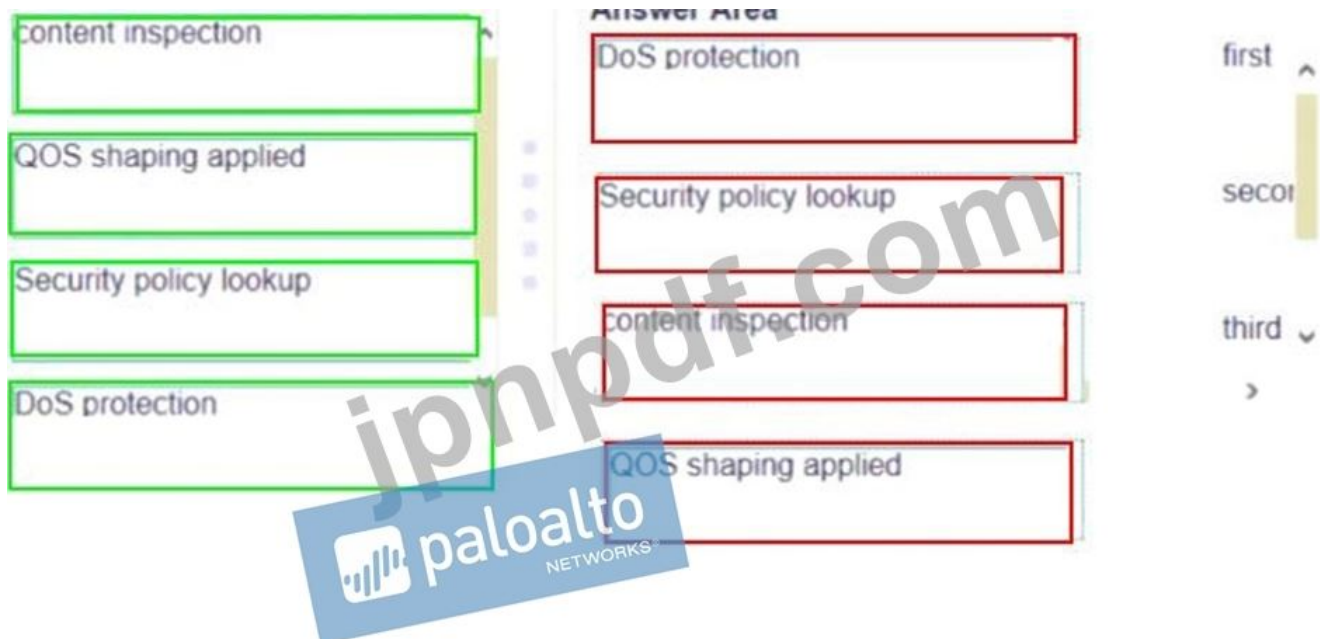 content inspection
QOS shaping applied
Security policy lookup
DoS protection
Answer Area
DoS protection
first
Security policy lookup
secor
content inspection
third
QOS shaping applied
jpnpdf.com
paloalto
NETWORKS®